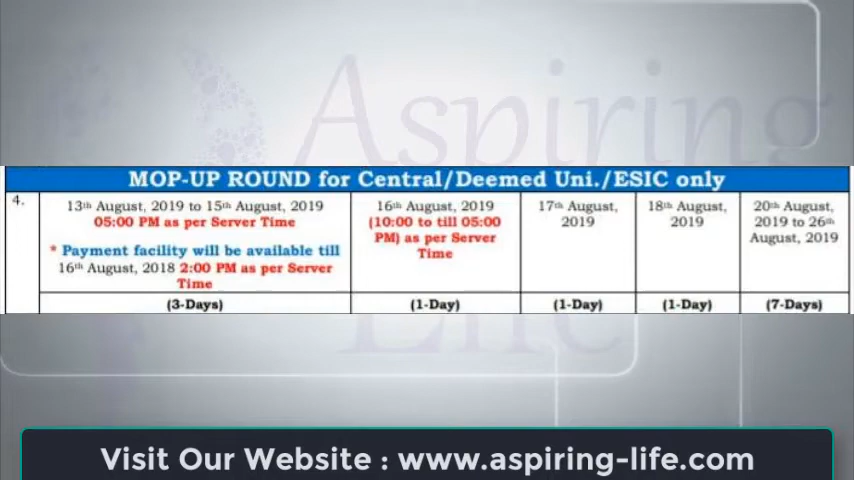 Aspiring
Life
MOP-UP ROUND for Central/Deemed Uni./ESIC only
4.
13th August, 2019 to 15th August, 2019
05:00 PM as per Server Time
* Payment facility will be available till
16th August, 2018 2:00 PM as per Server
Time
(3-Days)
16th August, 2019
(10:00 to till 05:00
PM) as per Server
Time
(1-Day)
17th August,
2019
(1-Day)
18th August,
2019
(1-Day)
20th August,
2019 to 26th
August, 2019
(7-Days)
Visit Our Website : www.aspiring-life.com